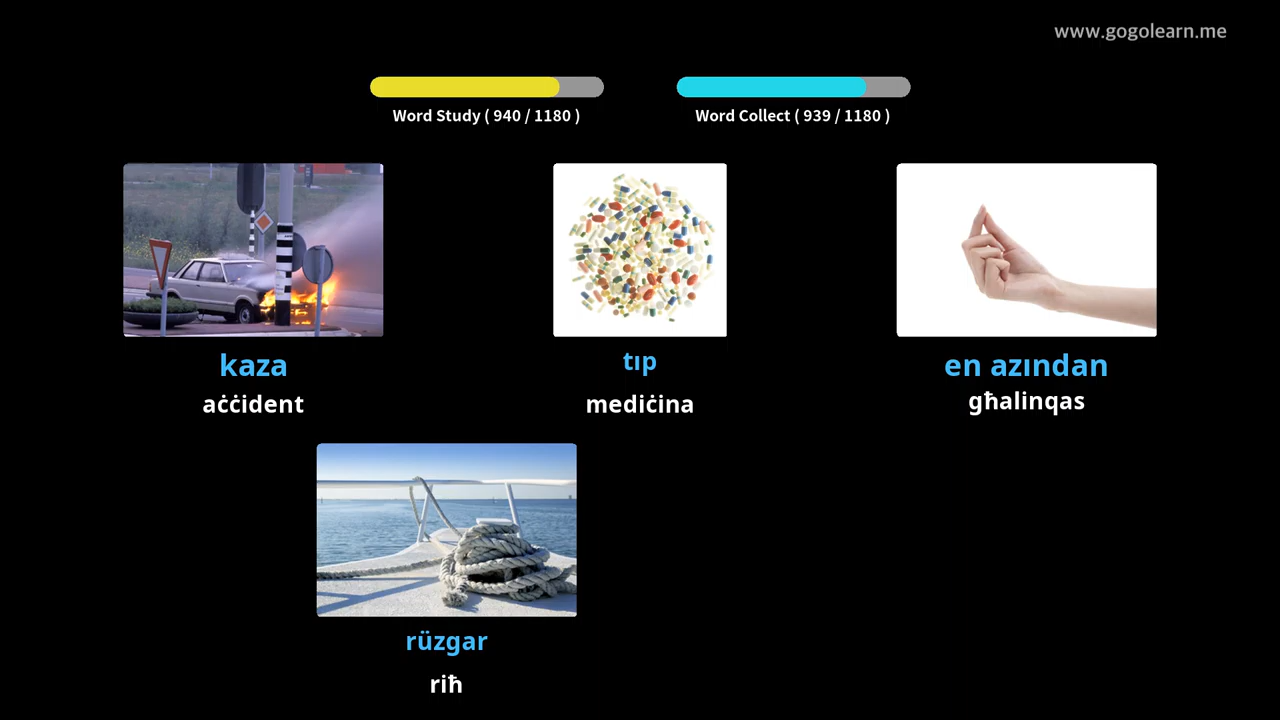 www.gogolearn.me
Word Study ( 940 / 1180 )
Word Collect ( 939 / 1180 )
kaza
aċċident
tıp
mediċina
en azından
għalinqas
rüzgar
riħ